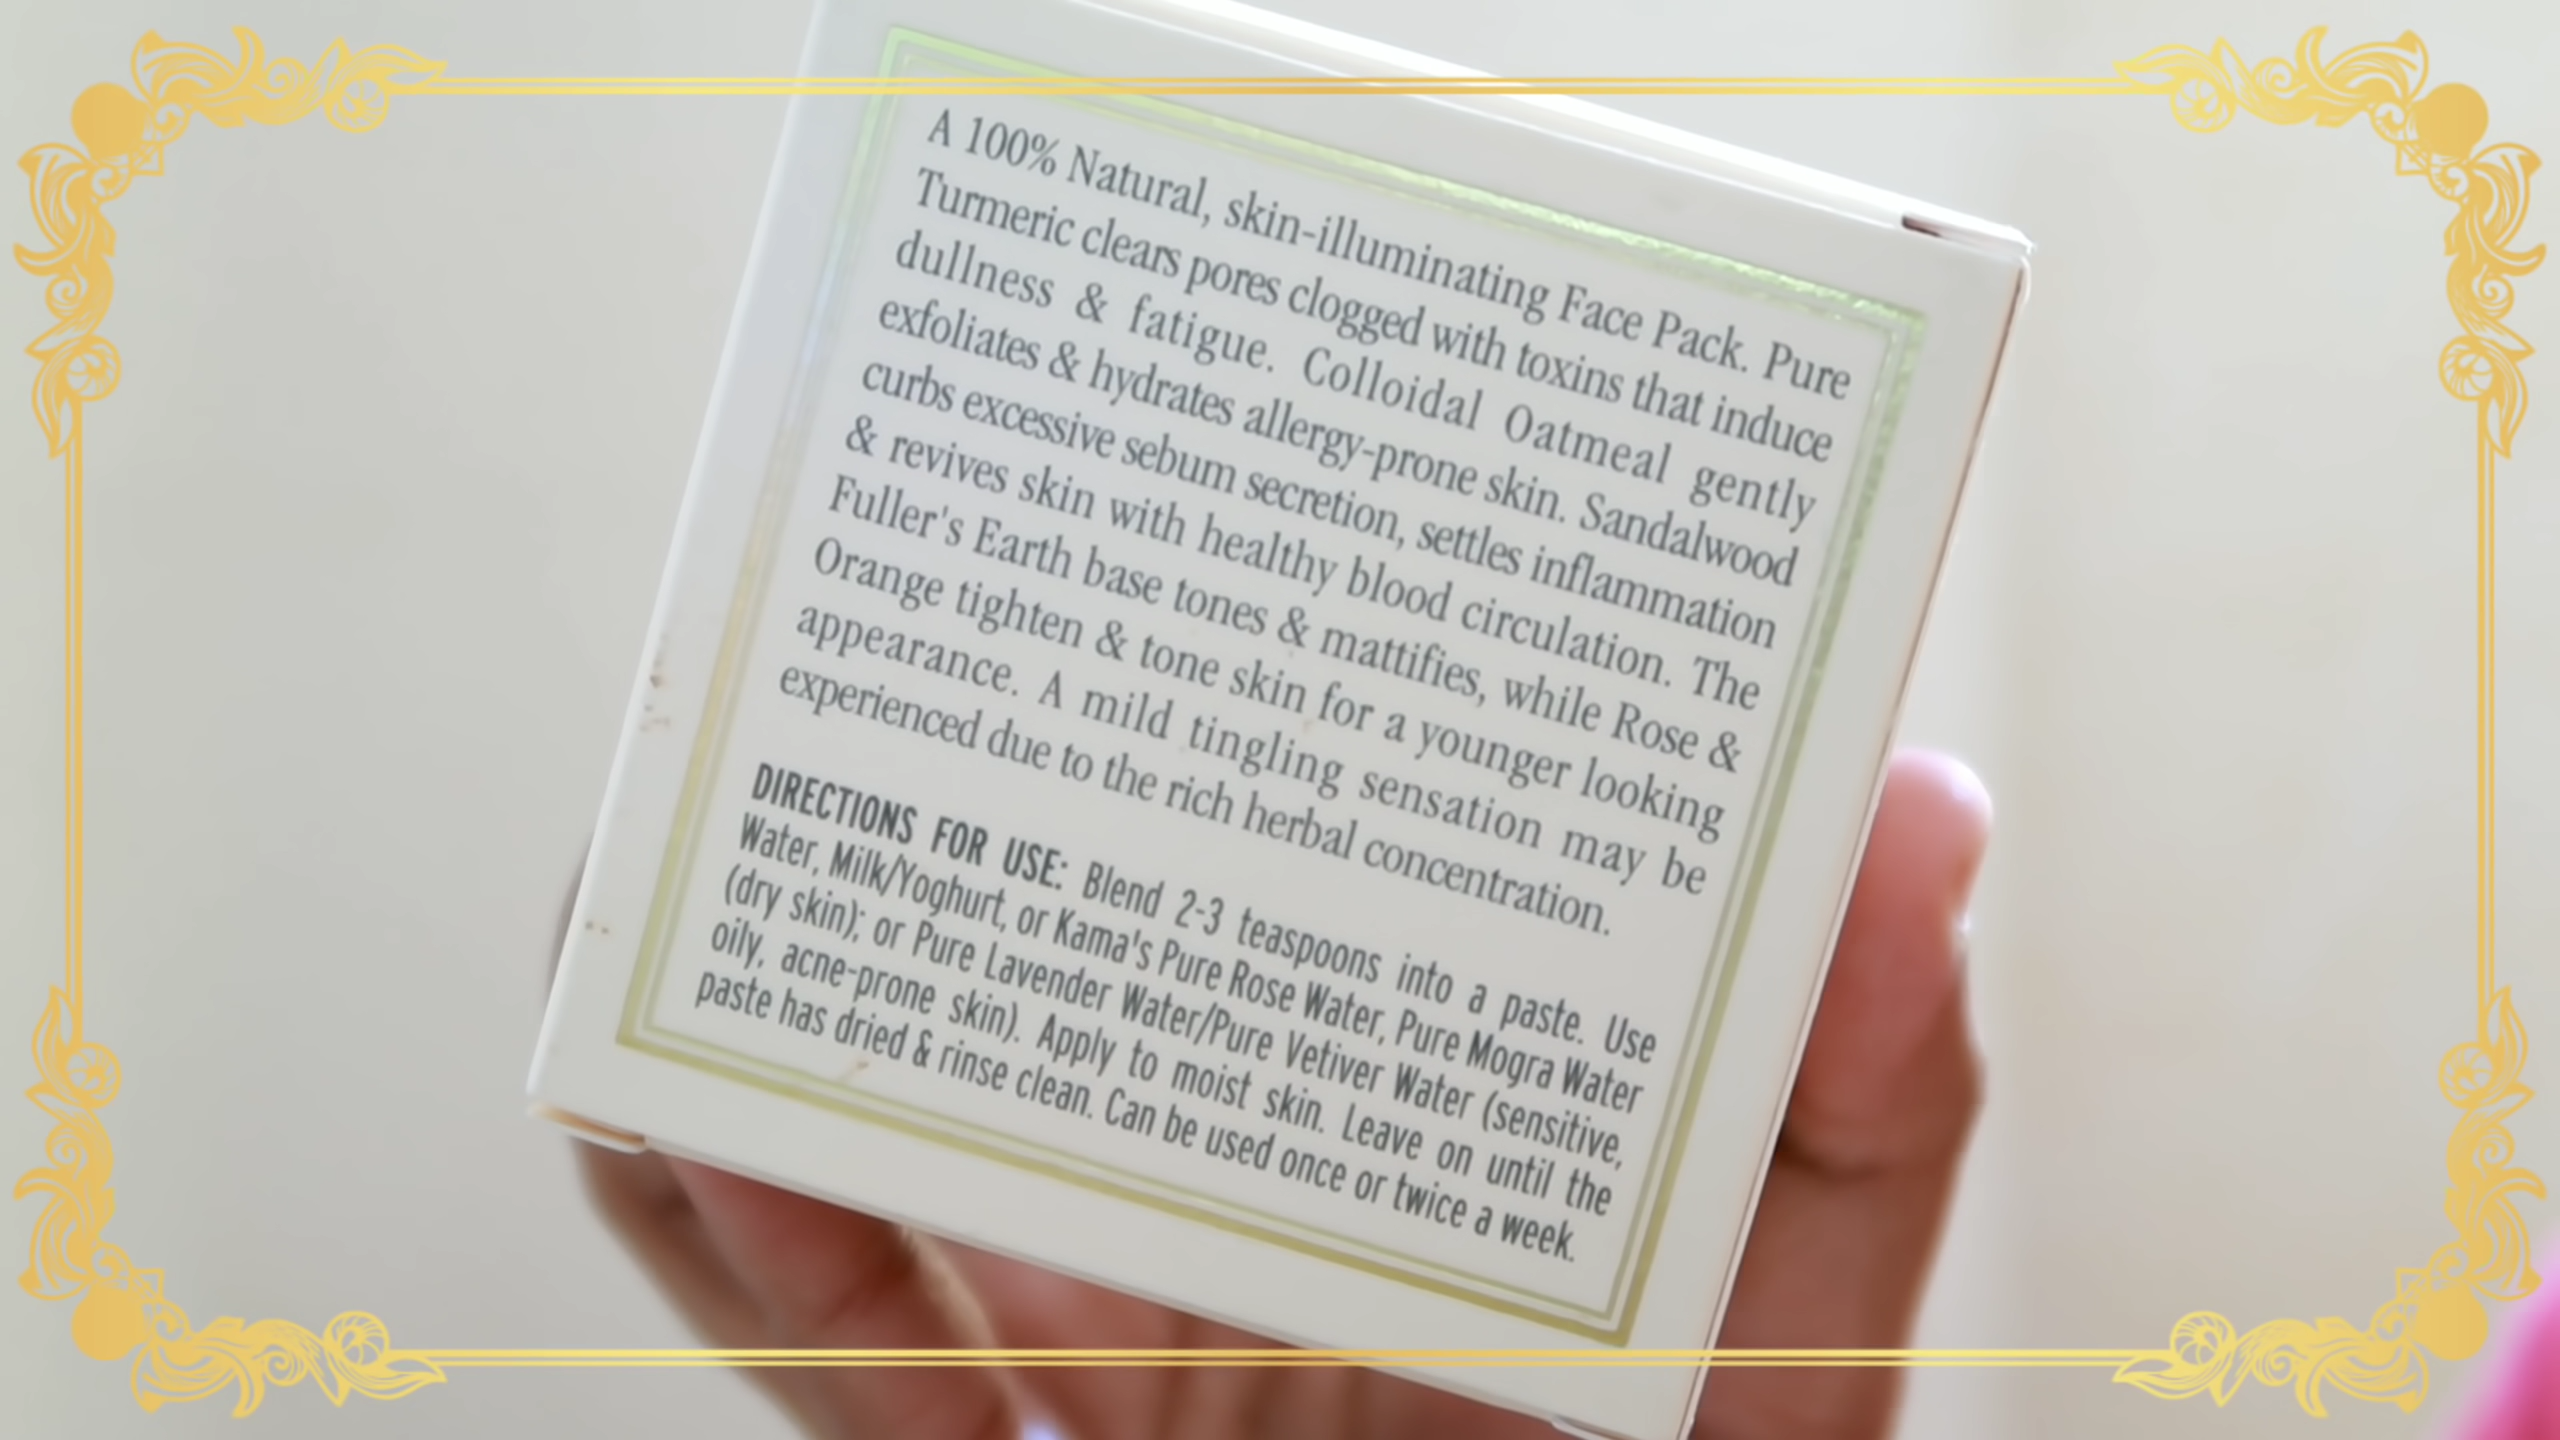 A 100% Natural, skin-illuminating Face Pack. Pure
Turmeric clears pores clogged with toxins that induce
dullness & fatigue. Colloidal Oatmeal gently
exfoliates & hydrates allergy-prone skin. Sandalwood
curbs excessive sebum secretion, settles inflammation
& revives skin with healthy blood circulation. The
Fuller's Earth base tones & mattifies, while Rose &
Orange tighten & tone skin for a younger looking
appearance. A mild tingling sensation may be
experienced due to the rich herbal concentration.
DIRECTIONS FOR USE: Blend 2-3 teaspoons into a paste. Use
Water, Milk/Yoghurt, or Kama's Pure Rose Water, Pure Mogra Water
(dry skin); or Pure Lavender Water/Pure Vetiver Water (sensitive,
oily, acne-prone skin). Apply to moist skin. Leave on until the
paste has dried & rinse clean. Can be used once or twice a week.